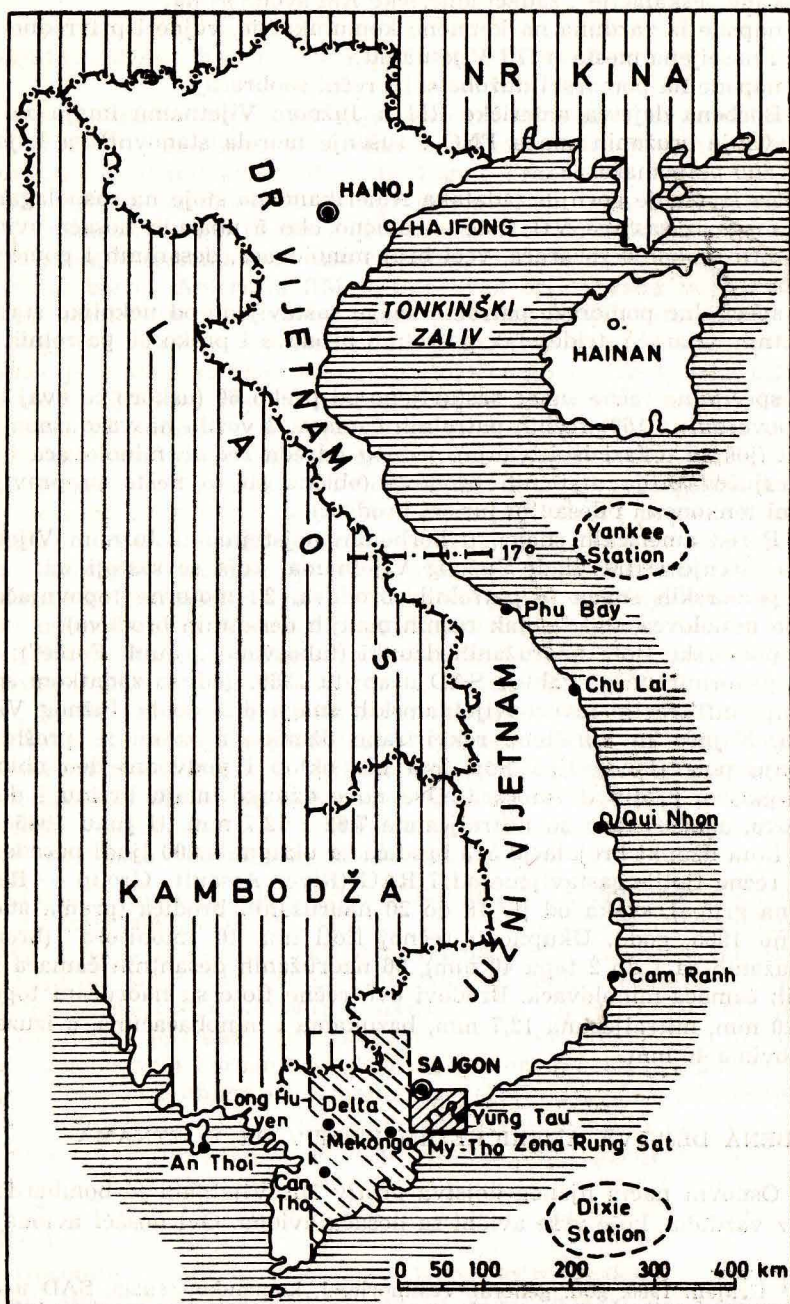 NR KINA
DR VIJETNAM
HANOJ
HAJFONG
TONKINŠKI
ZALIV
HAINAN
LAOS
Yankee
Station
17°
Phu Bay
Chu Lai
JUŽNI VIJETNAM
Qui Nhon
KAMBODŽA
Cam Ranh
SAJGON
Long Hu-
yen
Delta
Mekonga
Yung Tau
My-Tho
Zona Rung Sat
An Thoi
Can
Tho
Dixie
Station
0 100 200 300 400 km